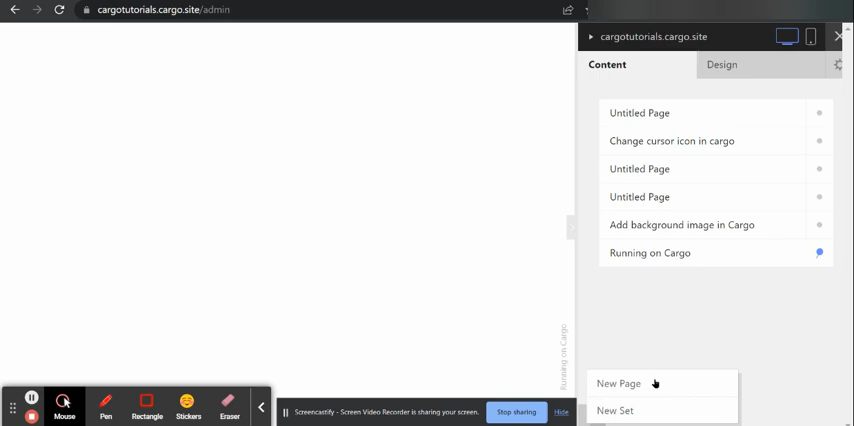 cargotutorials.cargo.site/admin
cargotutorials.cargo.site
Content
Design
Untitled Page
Change cursor icon in cargo
Untitled Page
Untitled Page
Add background image in Cargo
Running on Cargo
Running on Cargo
New Page
New Set
Mouse
Pen
Rectangle
Stickers
Eraser
Screencastify - Screen Video Recorder is sharing your screen.
Stop sharing
Hide